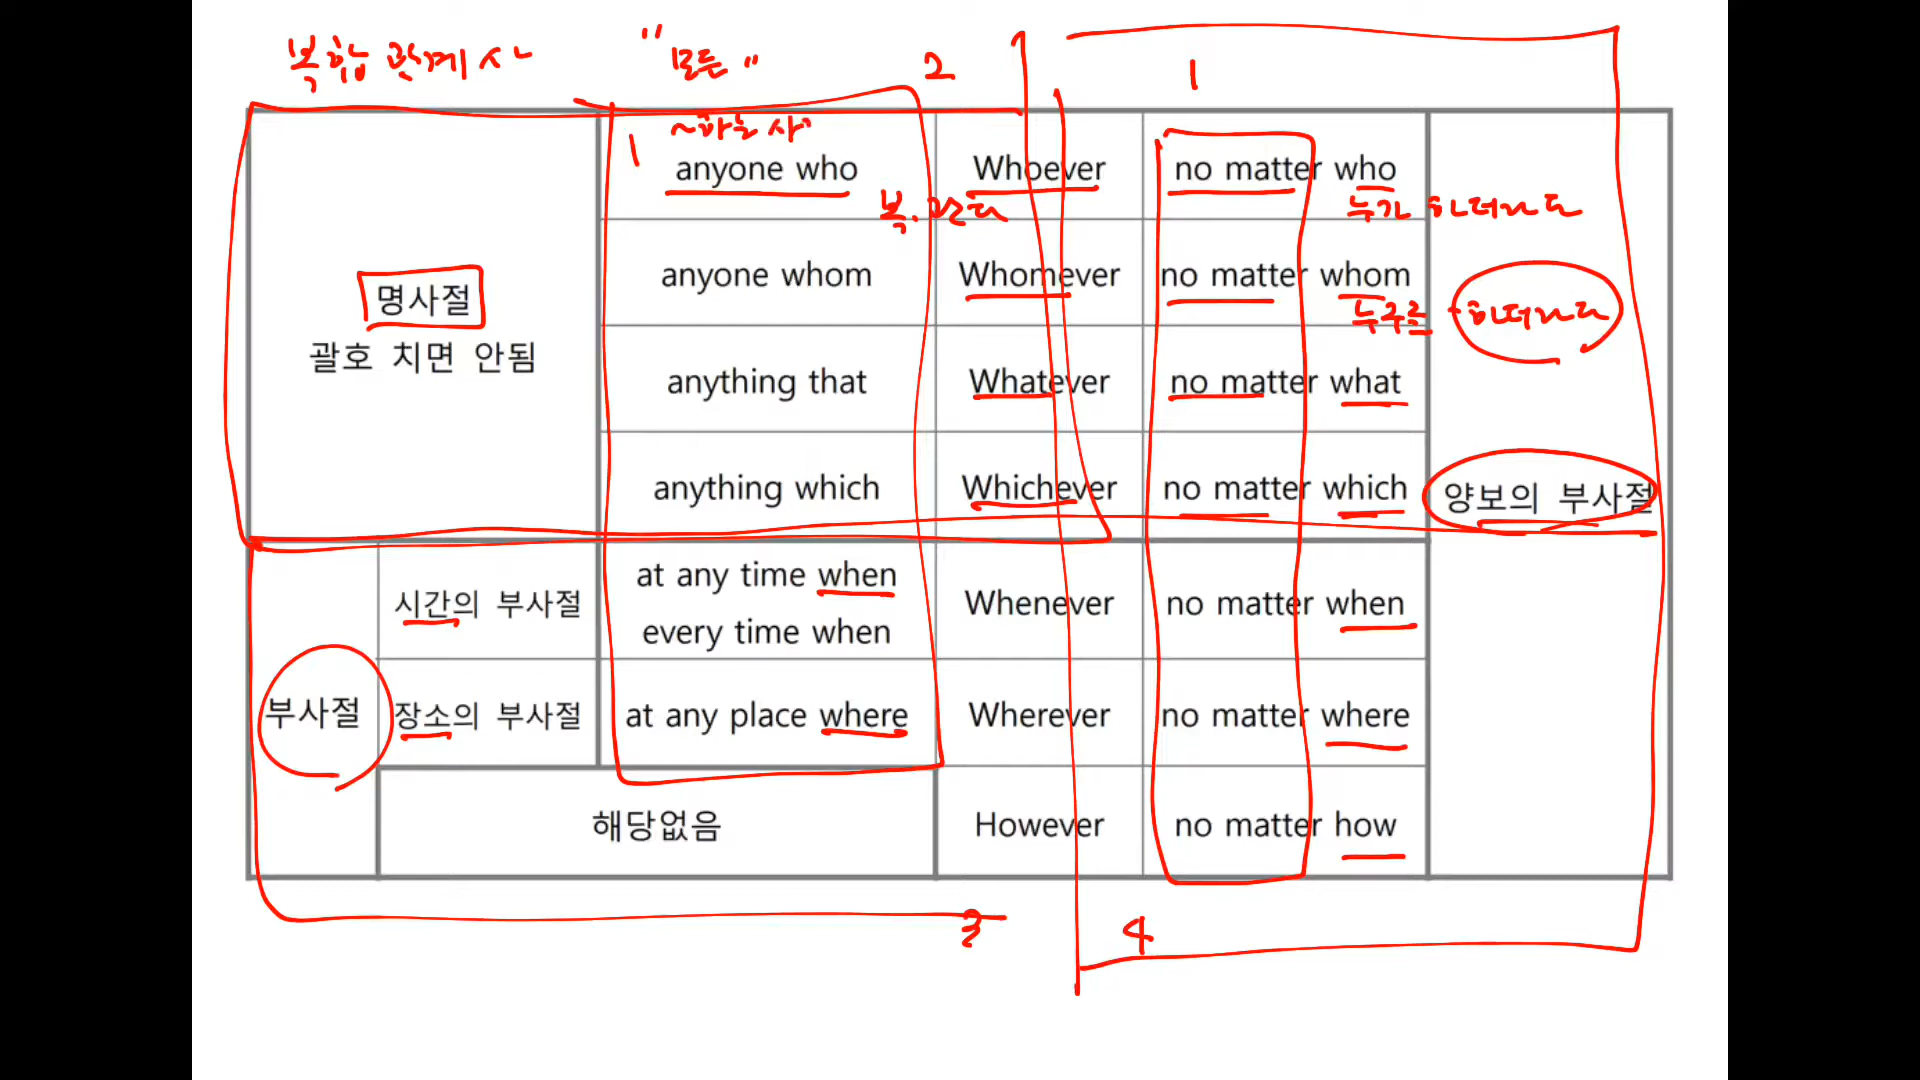 복합관계사 "모든" 2 1
1 ~하는 사
anyone who Whoever no matter who
복. 관대 누가 하더라도
명사절
괄호 치면 안됨
anyone whom Whomever no matter whom
누구를 하더라도
anything that Whatever no matter what
anything which Whichever no matter which
양보의 부사절
부사절
시간의 부사절
at any time when
every time when
Whenever no matter when
장소의 부사절 at any place where Wherever no matter where
해당없음 However no matter how
3 4